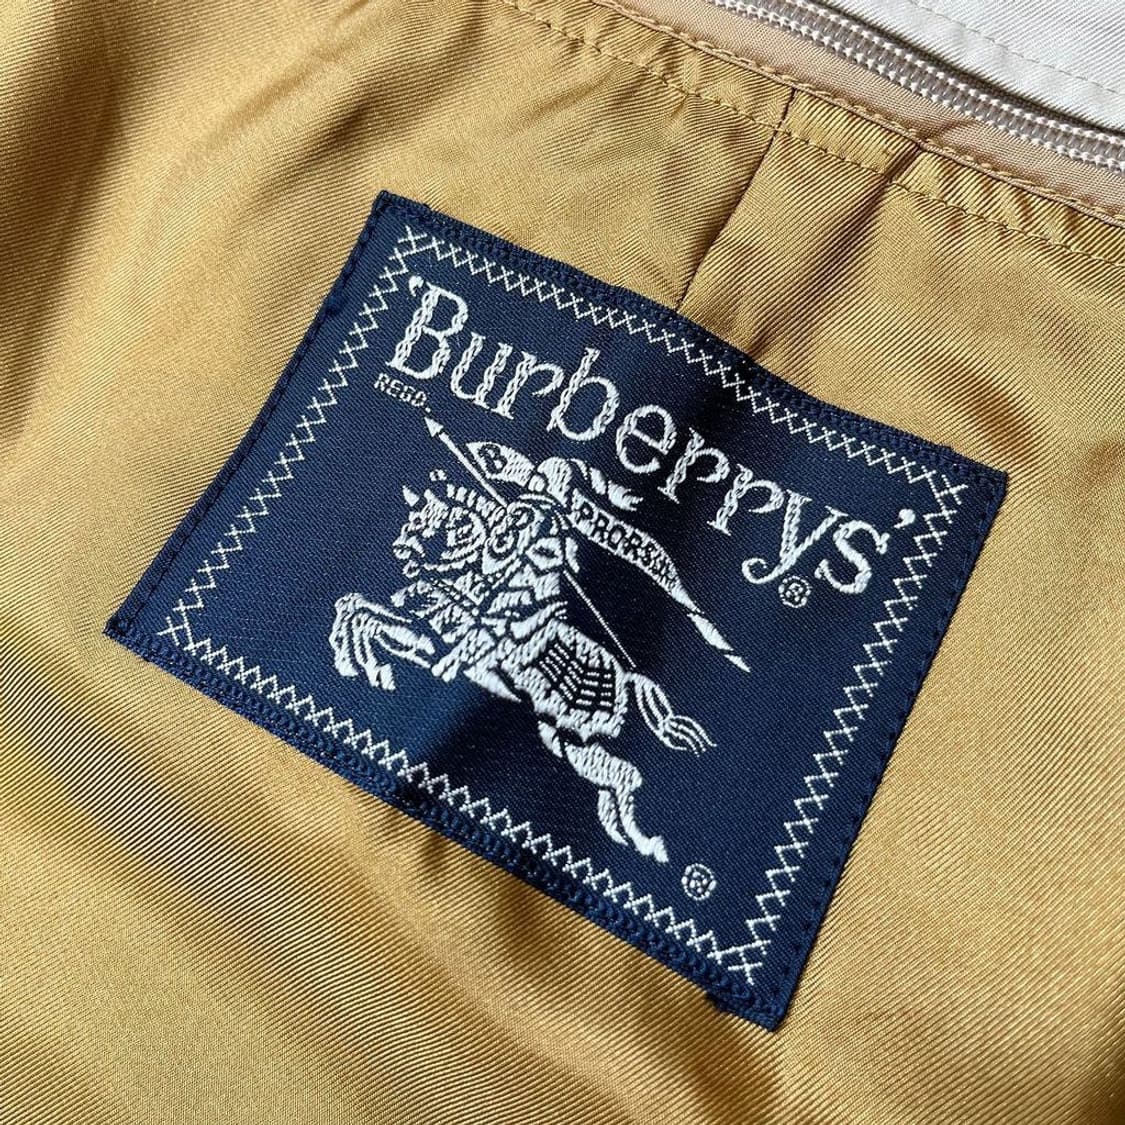 'Burberrys'
REGD.
®
B
PRORSUM
®